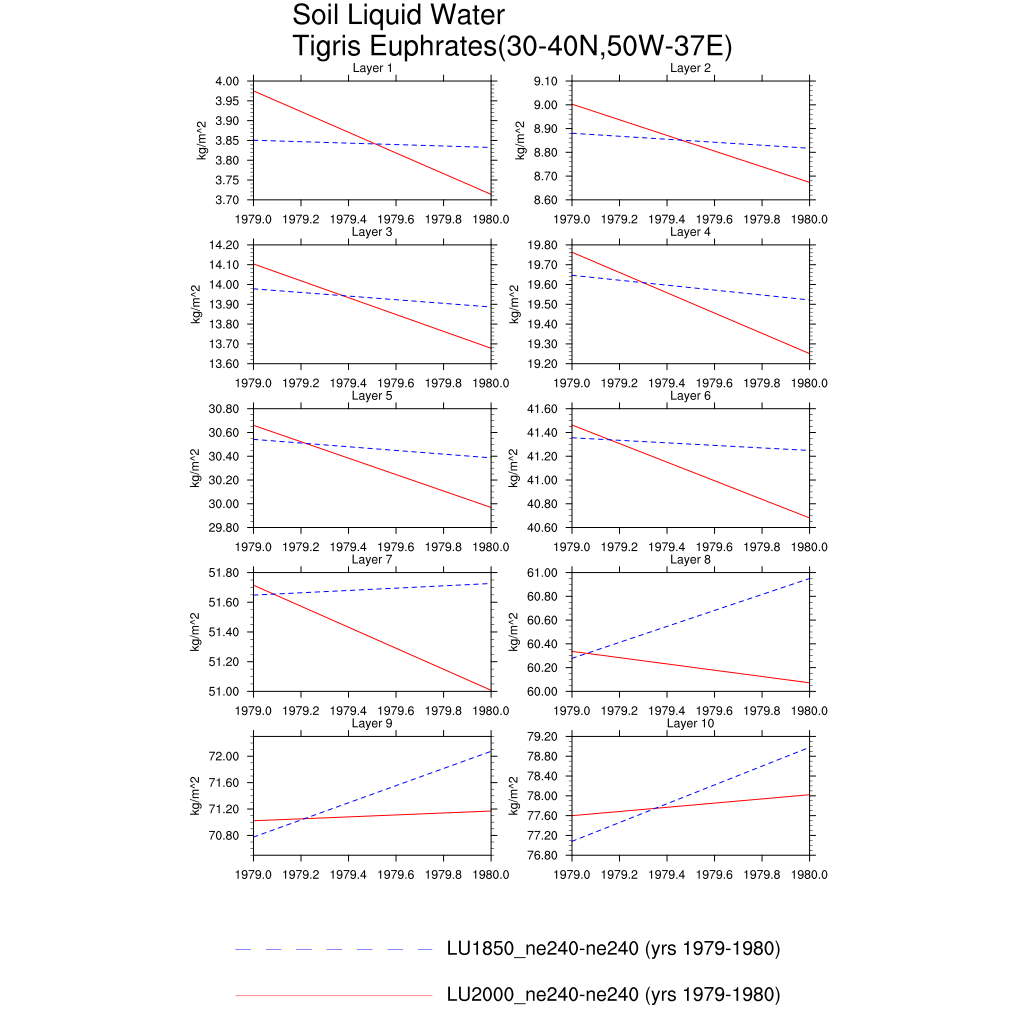 Soil Liquid Water
Tigris Euphrates(30-40N,50W-37E)
Layer 1
4.00
3.95
3.90
3.85
3.80
3.75
3.70
kg/m^2
1979.0 1979.2 1979.4 1979.6 1979.8 1980.0
Layer 2
9.10
9.00
8.90
8.80
8.70
8.60
kg/m^2
1979.0 1979.2 1979.4 1979.6 1979.8 1980.0
Layer 3
14.20
14.10
14.00
13.90
13.80
13.70
13.60
kg/m^2
1979.0 1979.2 1979.4 1979.6 1979.8 1980.0
Layer 4
19.80
19.70
19.60
19.50
19.40
19.30
19.20
kg/m^2
1979.0 1979.2 1979.4 1979.6 1979.8 1980.0
Layer 5
30.80
30.60
30.40
30.20
30.00
29.80
kg/m^2
1979.0 1979.2 1979.4 1979.6 1979.8 1980.0
Layer 6
41.60
41.40
41.20
41.00
40.80
40.60
kg/m^2
1979.0 1979.2 1979.4 1979.6 1979.8 1980.0
Layer 7
51.80
51.60
51.40
51.20
51.00
kg/m^2
1979.0 1979.2 1979.4 1979.6 1979.8 1980.0
Layer 8
61.00
60.80
60.60
60.40
60.20
60.00
kg/m^2
1979.0 1979.2 1979.4 1979.6 1979.8 1980.0
Layer 9
72.00
71.60
71.20
70.80
kg/m^2
1979.0 1979.2 1979.4 1979.6 1979.8 1980.0
Layer 10
79.20
78.80
78.40
78.00
77.60
77.20
76.80
kg/m^2
1979.0 1979.2 1979.4 1979.6 1979.8 1980.0
LU1850_ne240-ne240 (yrs 1979-1980)
LU2000_ne240-ne240 (yrs 1979-1980)